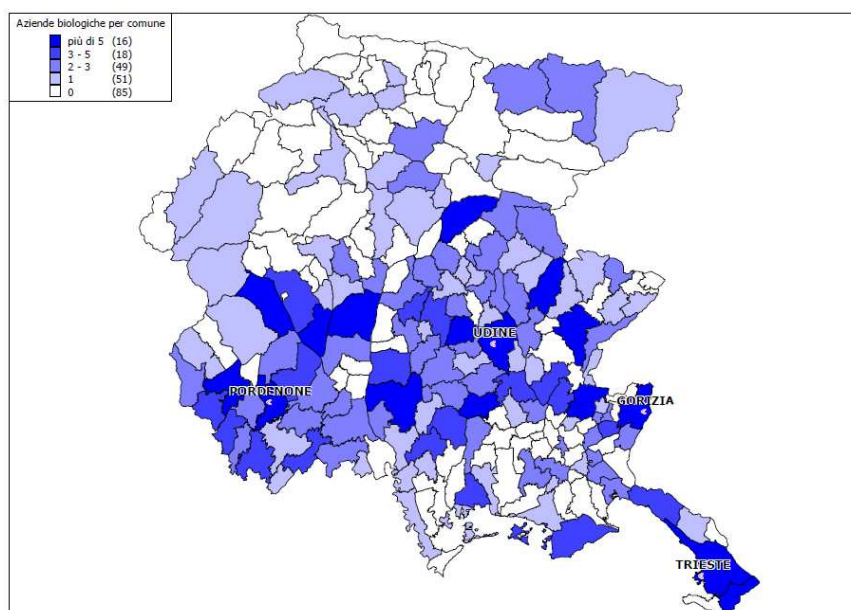 Aziende biologiche per comune
più di 5 (16)
3 - 5 (18)
2 - 3 (49)
1 (51)
0 (85)
UDINE
PORDENONE
GORIZIA
TRIESTE